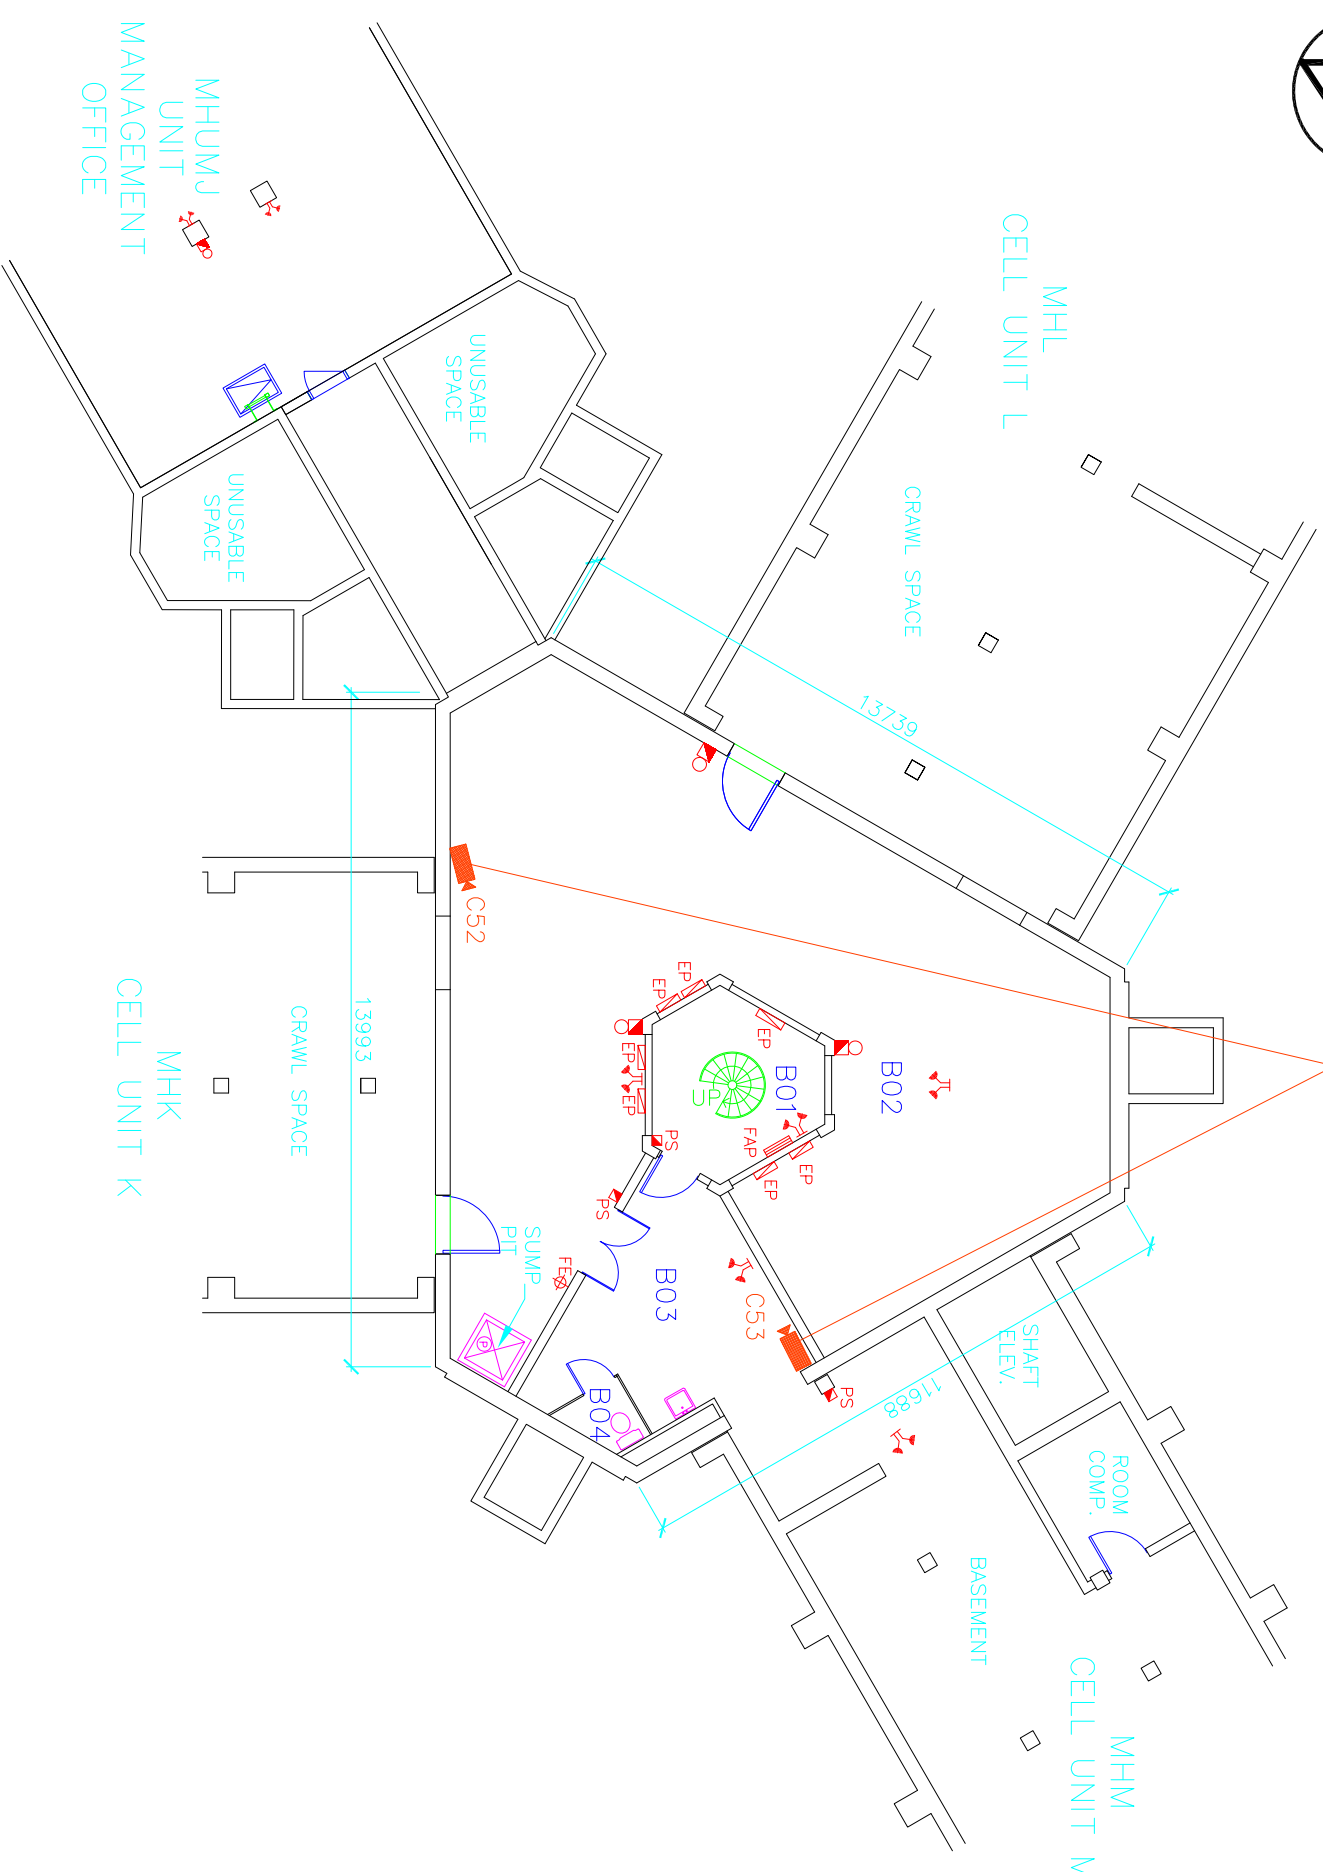 MHUMJ
UNIT
MANAGEMENT
OFFICE
MHL
CELL UNIT L
CRAWL SPACE
UNUSABLE
SPACE
UNUSABLE
SPACE
13739
C52
13993
CRAWL SPACE
MHK
CELL UNIT K
EP
EP
EP
EP
EP
B01
B02
UP
FAP
EP
EP
PS
PS
SUMP
PIT
FE
P
B03
C53
B04
PS
11688
SHAFT
ELEV.
ROOM
COMP.
BASEMENT
MHM
CELL UNIT M